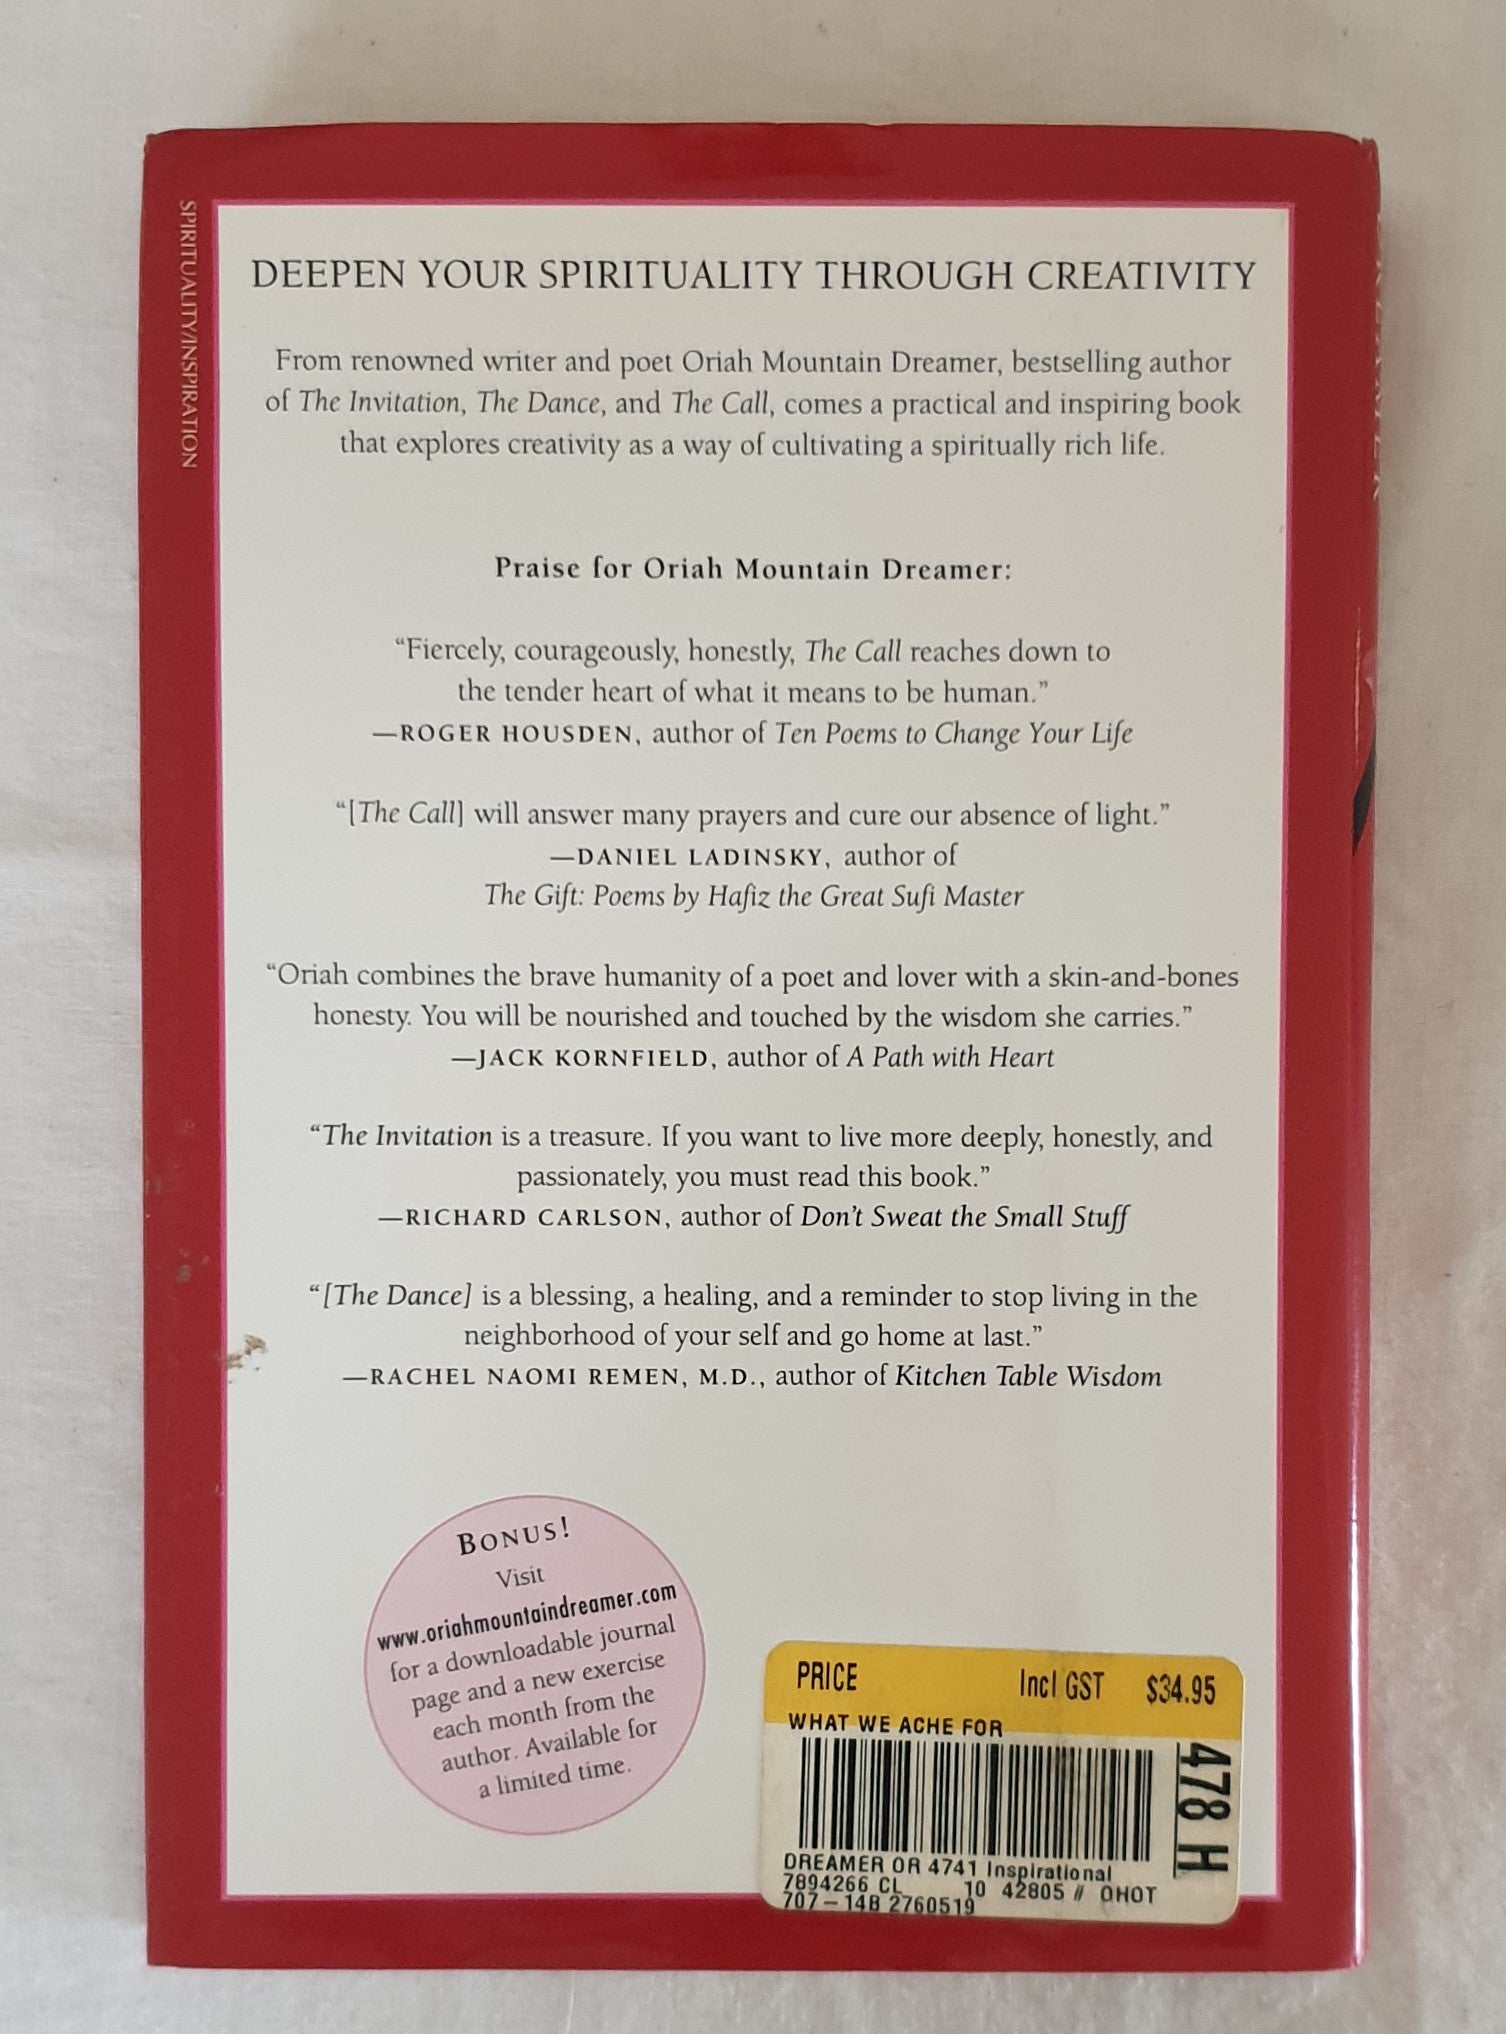 SPIRITUALITY/INSPIRATION
DEEPEN YOUR SPIRITUALITY THROUGH CREATIVITY
From renowned writer and poet Oriah Mountain Dreamer, bestselling author
of The Invitation, The Dance, and The Call, comes a practical and inspiring book
that explores creativity as a way of cultivating a spiritually rich life.
Praise for Oriah Mountain Dreamer:
“Fiercely, courageously, honestly, The Call reaches down to
the tender heart of what it means to be human.”
—ROGER HOUSDEN, author of Ten Poems to Change Your Life
“[The Call] will answer many prayers and cure our absence of light.”
—DANIEL LADINSKY, author of
The Gift: Poems by Hafiz the Great Sufi Master
“Oriah combines the brave humanity of a poet and lover with a skin-and-bones
honesty. You will be nourished and touched by the wisdom she carries.”
—JACK KORNFIELD, author of A Path with Heart
“The Invitation is a treasure. If you want to live more deeply, honestly, and
passionately, you must read this book.”
—RICHARD CARLSON, author of Don't Sweat the Small Stuff
“[The Dance] is a blessing, a healing, and a reminder to stop living in the
neighborhood of your self and go home at last.”
—RACHEL NAOMI REMEN, M.D., author of Kitchen Table Wisdom
BONUS!
Visit
www.oriahmountaindreamer.com
for a downloadable journal
page and a new exercise
each month from the
author. Available for
a limited time.
PRICE Incl GST $34.95
WHAT WE ACHE FOR
478 H
DREAMER OR 4741 Inspirational
7894266 CL 10 42805 // OHOT
707-14B 2760519